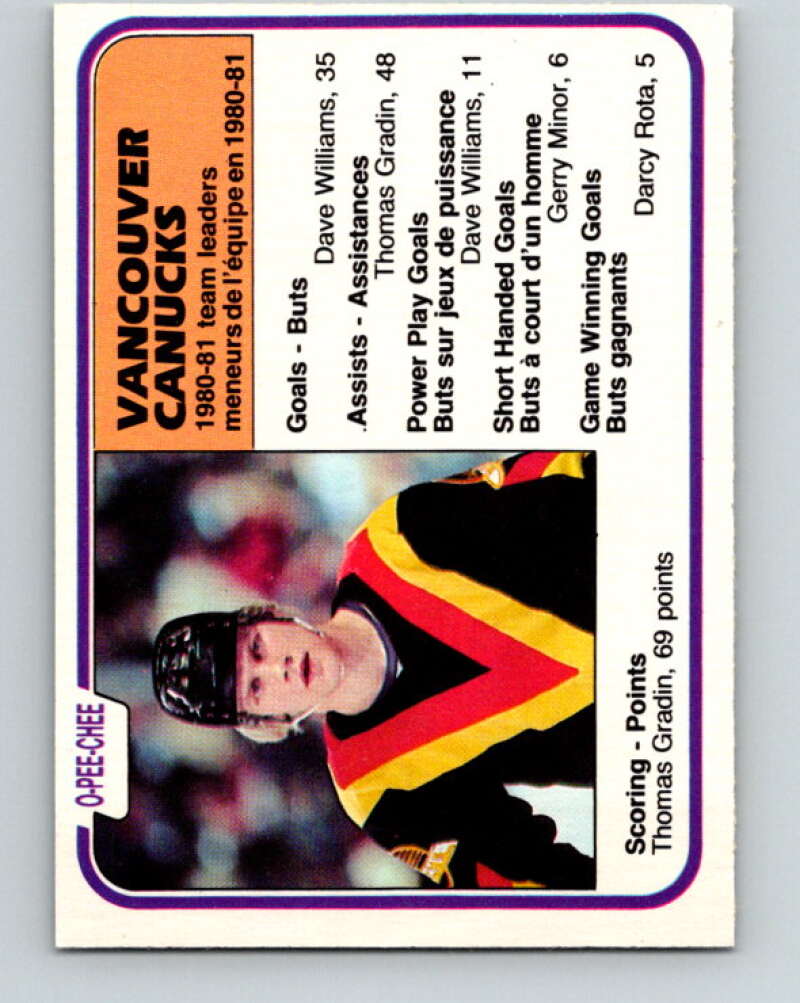 O-PEE-CHEE
VANCOUVER
CANUCKS
1980-81 team leaders
meneurs de l'équipe en 1980-81
Goals - Buts
Dave Williams, 35
.Assists - Assistances
Thomas Gradin, 48
Power Play Goals
Buts sur jeux de puissance
Dave Williams, 11
Short Handed Goals
Buts à court d'un homme
Gerry Minor, 6
Game Winning Goals
Buts gagnants
Darcy Rota, 5
Scoring - Points
Thomas Gradin, 69 points